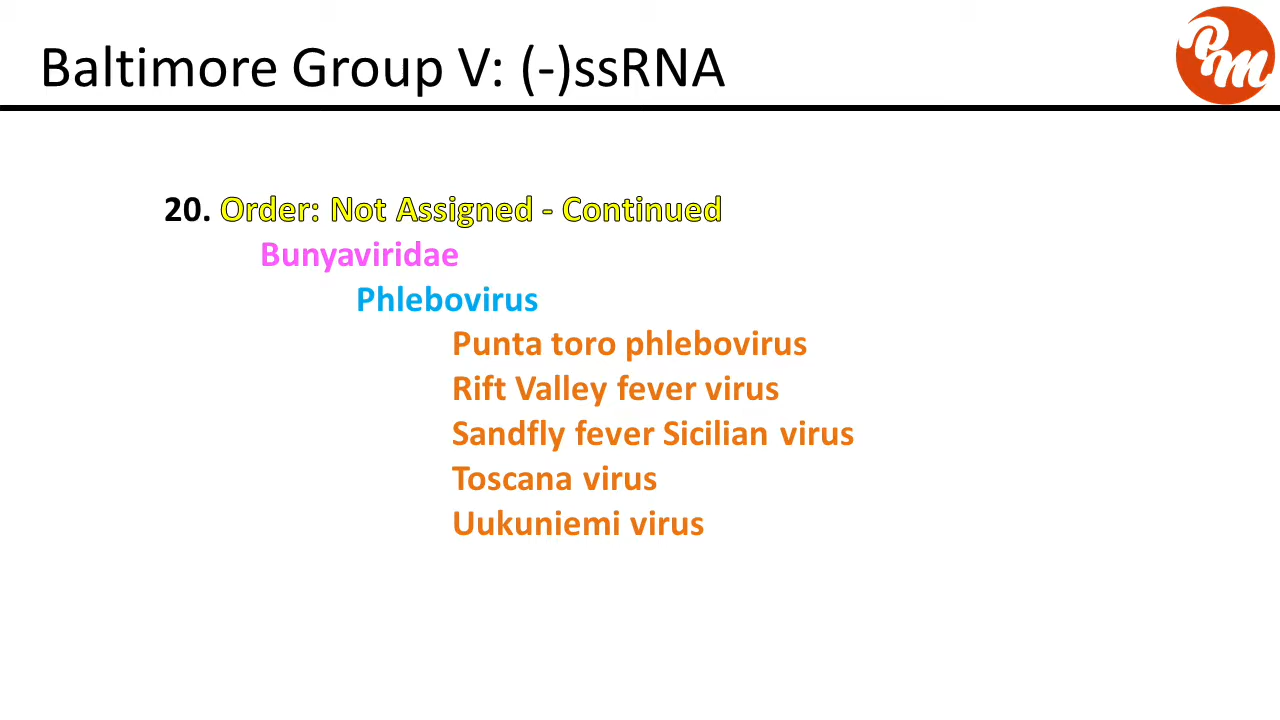 Baltimore Group V: (-)ssRNA
PM
20. Order: Not Assigned - Continued
Bunyaviridae
Phlebovirus
Punta toro phlebovirus
Rift Valley fever virus
Sandfly fever Sicilian virus
Toscana virus
Uukuniemi virus